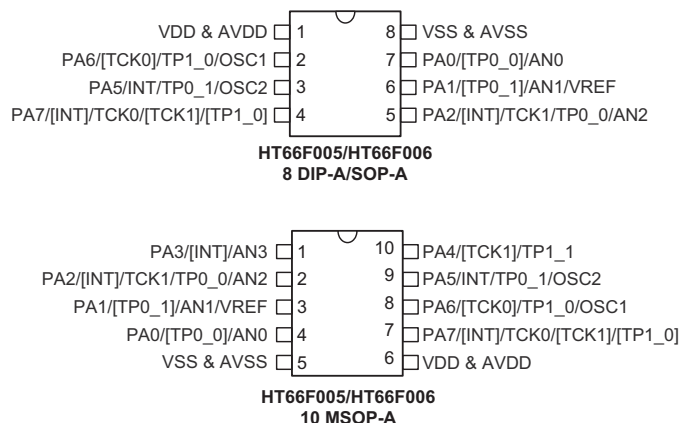 VDD & AVDD 1 8 VSS & AVSS
PA6/[TCK0]/TP1_0/OSC1 2 7 PA0/[TP0_0]/AN0
PA5/INT/TP0_1/OSC2 3 6 PA1/[TP0_1]/AN1/VREF
PA7/[INT]/TCK0/[TCK1]/[TP1_0] 4 5 PA2/[INT]/TCK1/TP0_0/AN2
HT66F005/HT66F006
8 DIP-A/SOP-A
PA3/[INT]/AN3 1 10 PA4/[TCK1]/TP1_1
PA2/[INT]/TCK1/TP0_0/AN2 2 9 PA5/INT/TP0_1/OSC2
PA1/[TP0_1]/AN1/VREF 3 8 PA6/[TCK0]/TP1_0/OSC1
PA0/[TP0_0]/AN0 4 7 PA7/[INT]/TCK0/[TCK1]/[TP1_0]
VSS & AVSS 5 6 VDD & AVDD
HT66F005/HT66F006
10 MSOP-A